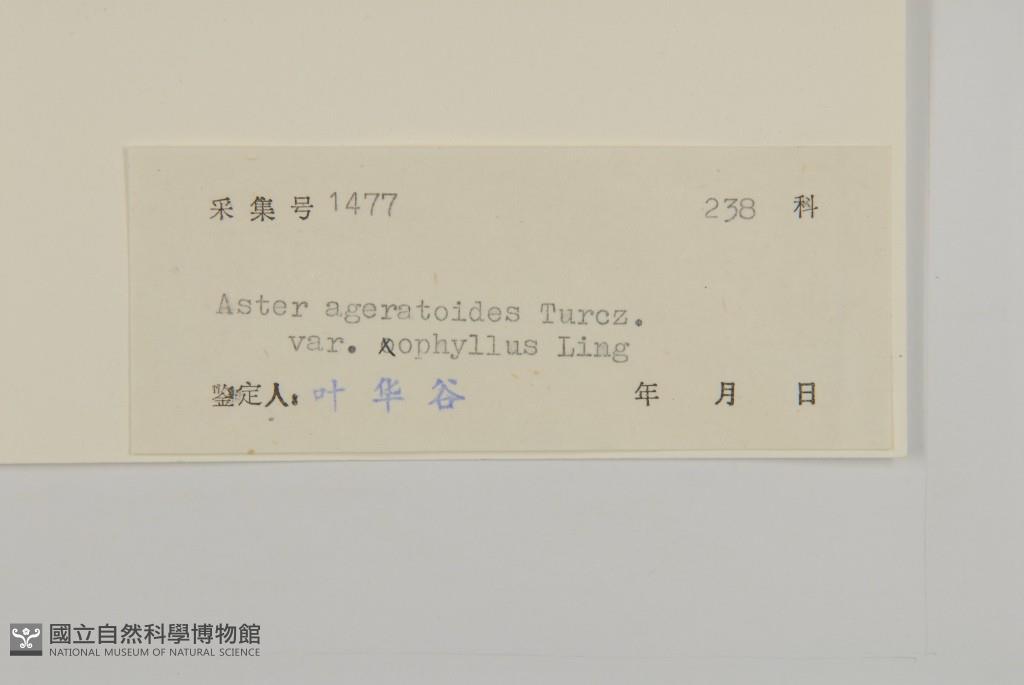 采集号 1477 238 科
Aster ageratoides Turcz.
var. ophyllus Ling
鉴定人: 叶华谷 年 月 日
國立自然科學博物館
NATIONAL MUSEUM OF NATURAL SCIENCE